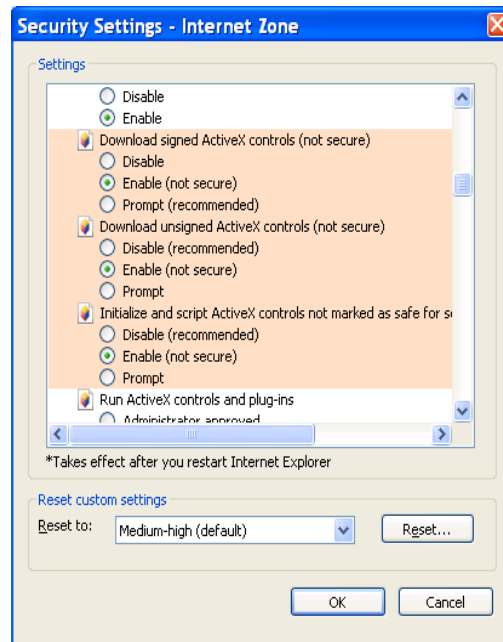 Security Settings - Internet Zone
Settings
Disable
Enable
Download signed ActiveX controls (not secure)
Disable
Enable (not secure)
Prompt (recommended)
Download unsigned ActiveX controls (not secure)
Disable (recommended)
Enable (not secure)
Prompt
Initialize and script ActiveX controls not marked as safe for s
Disable (recommended)
Enable (not secure)
Prompt
Run ActiveX controls and plug-ins
Administrator approved
*Takes effect after you restart Internet Explorer
Reset custom settings
Reset to:
Medium-high (default)
Reset...
OK
Cancel